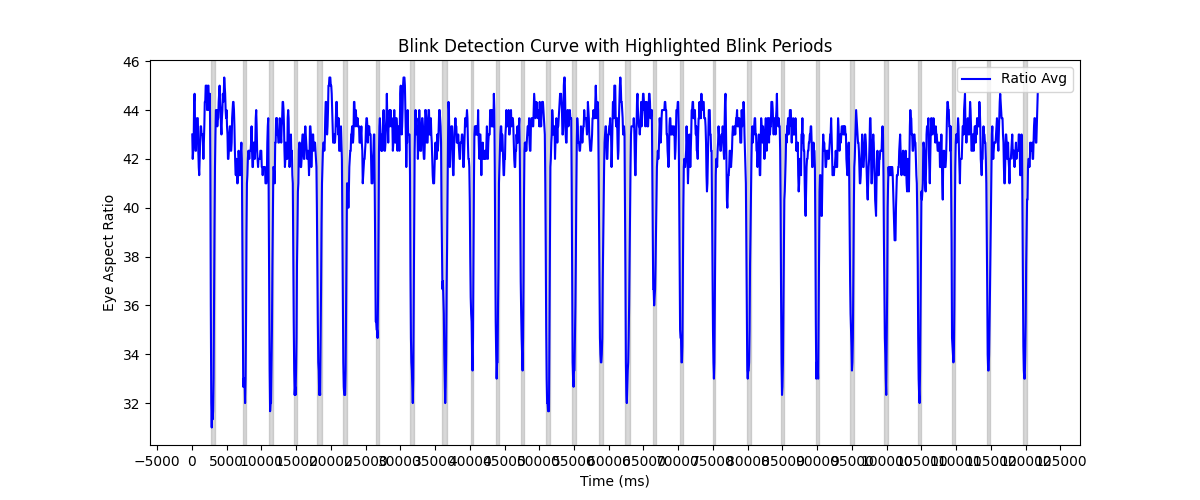 Blink Detection Curve with Highlighted Blink Periods
Ratio Avg
46
44
42
40
38
36
34
32
Eye Aspect Ratio
−5000 0 5000 10000 15000 20000 25000 30000 35000 40000 45000 50000 55000 60000 65000 70000 75000 80000 85000 90000 95000 100000 105000 110000 115000 120000 125000
Time (ms)